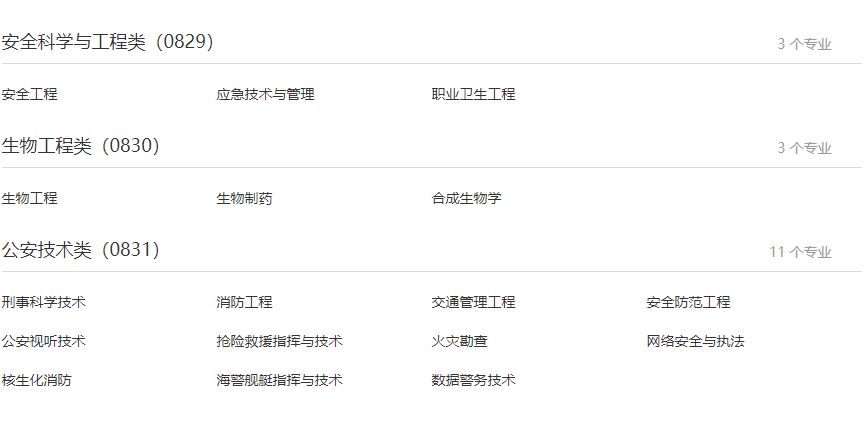 安全科学与工程类（0829） 3 个专业
安全工程 应急技术与管理 职业卫生工程
生物工程类（0830） 3 个专业
生物工程 生物制药 合成生物学
公安技术类（0831） 11 个专业
刑事科学技术 消防工程 交通管理工程 安全防范工程
公安视听技术 抢险救援指挥与技术 火灾勘查 网络安全与执法
核生化消防 海警舰艇指挥与技术 数据警务技术